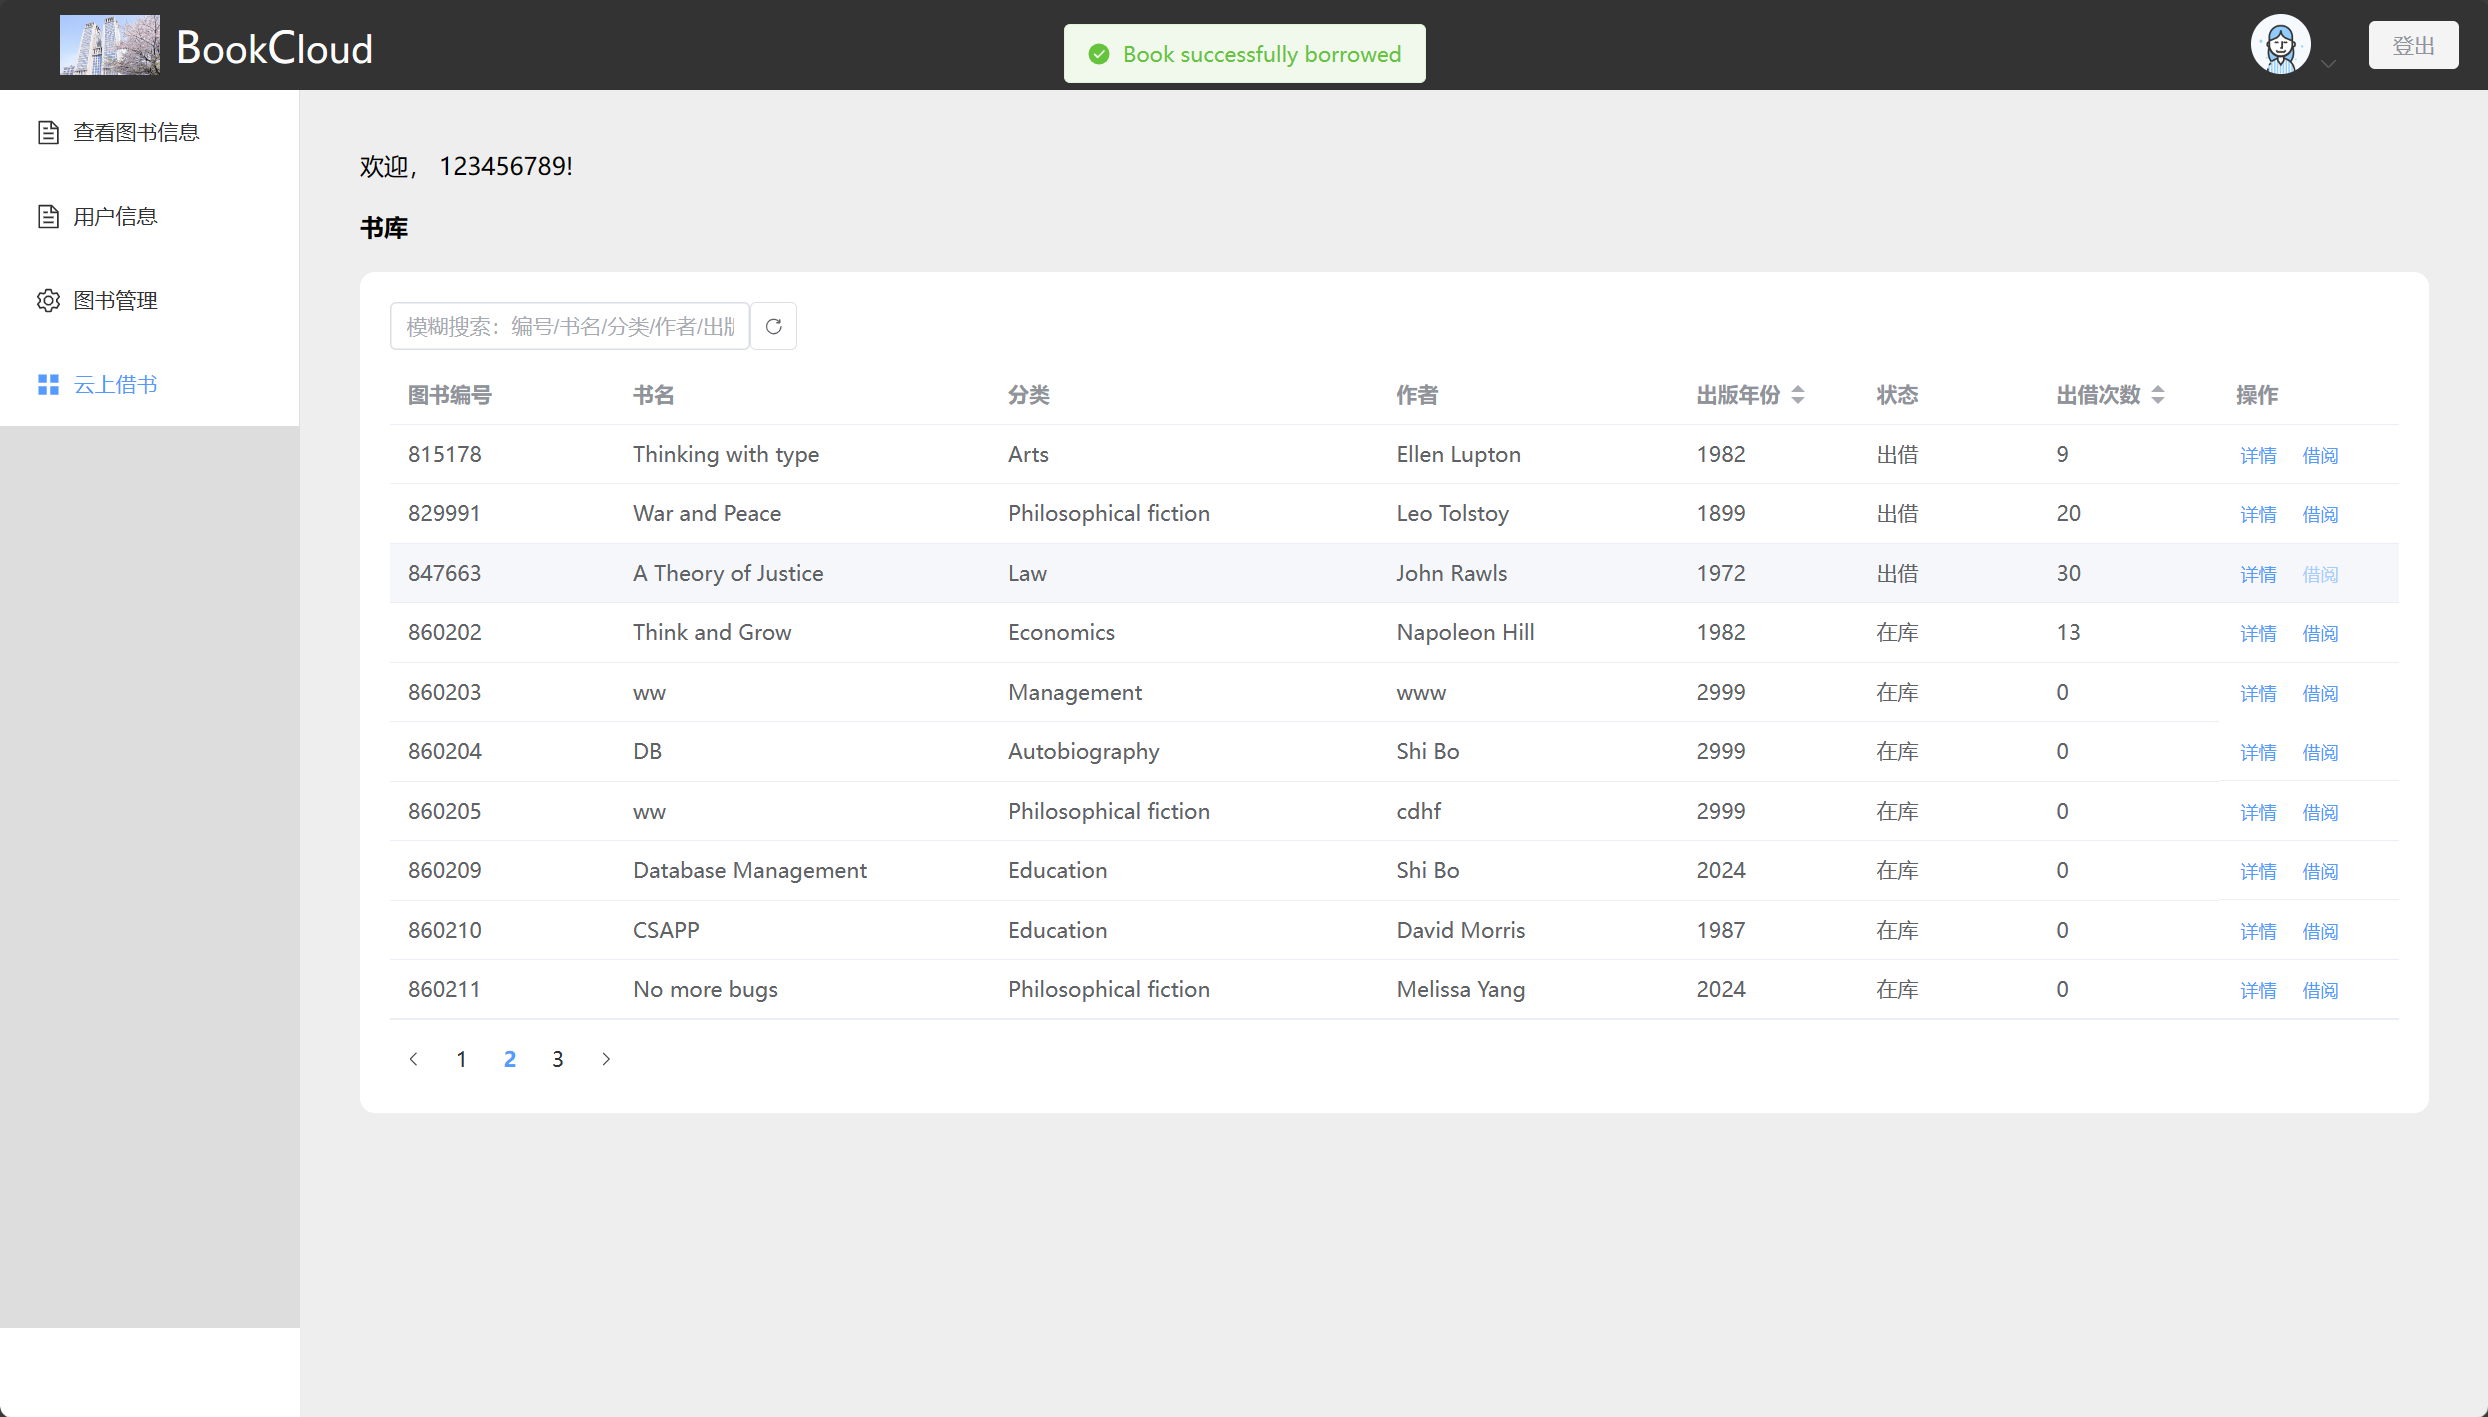 BookCloud
Book successfully borrowed
登出
查看图书信息
用户信息
图书管理
云上借书
欢迎， 123456789!
书库
模糊搜索：编号/书名/分类/作者/出版
图书编号 书名 分类 作者 出版年份 状态 出借次数 操作
815178 Thinking with type Arts Ellen Lupton 1982 出借 9 详情 借阅
829991 War and Peace Philosophical fiction Leo Tolstoy 1899 出借 20 详情 借阅
847663 A Theory of Justice Law John Rawls 1972 出借 30 详情 借阅
860202 Think and Grow Economics Napoleon Hill 1982 在库 13 详情 借阅
860203 ww Management www 2999 在库 0 详情 借阅
860204 DB Autobiography Shi Bo 2999 在库 0 详情 借阅
860205 ww Philosophical fiction cdhf 2999 在库 0 详情 借阅
860209 Database Management Education Shi Bo 2024 在库 0 详情 借阅
860210 CSAPP Education David Morris 1987 在库 0 详情 借阅
860211 No more bugs Philosophical fiction Melissa Yang 2024 在库 0 详情 借阅
1 2 3